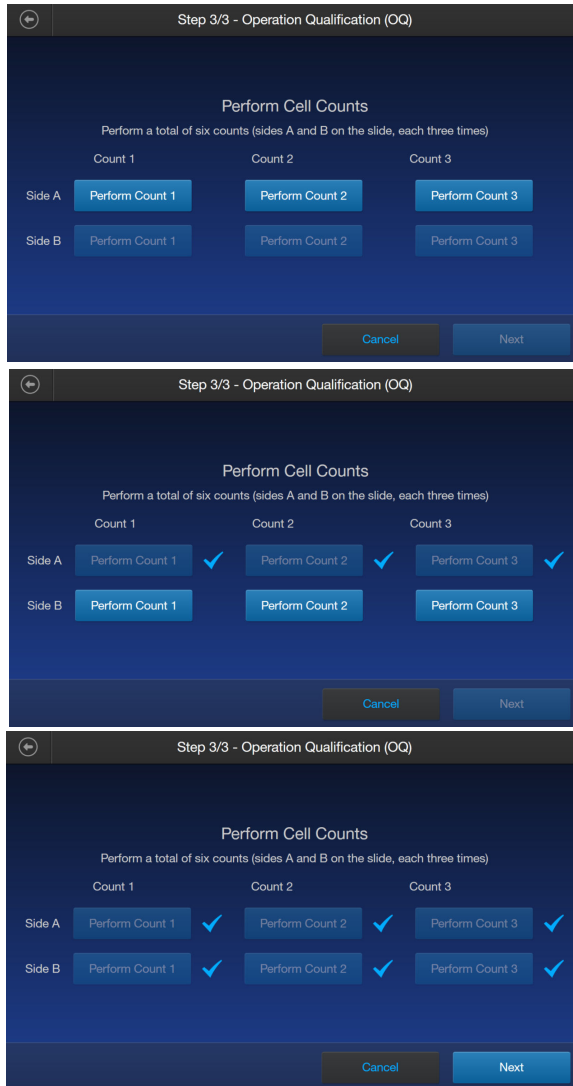 Step 3/3 - Operation Qualification (OQ)
Perform Cell Counts
Perform a total of six counts (sides A and B on the slide, each three times)
Count 1 Count 2 Count 3
Side A Perform Count 1 Perform Count 2 Perform Count 3
Side B Perform Count 1 Perform Count 2 Perform Count 3
Cancel Next
Step 3/3 - Operation Qualification (OQ)
Perform Cell Counts
Perform a total of six counts (sides A and B on the slide, each three times)
Count 1 Count 2 Count 3
Side A Perform Count 1 Perform Count 2 Perform Count 3
Side B Perform Count 1 Perform Count 2 Perform Count 3
Cancel Next
Step 3/3 - Operation Qualification (OQ)
Perform Cell Counts
Perform a total of six counts (sides A and B on the slide, each three times)
Count 1 Count 2 Count 3
Side A Perform Count 1 Perform Count 2 Perform Count 3
Side B Perform Count 1 Perform Count 2 Perform Count 3
Cancel Next